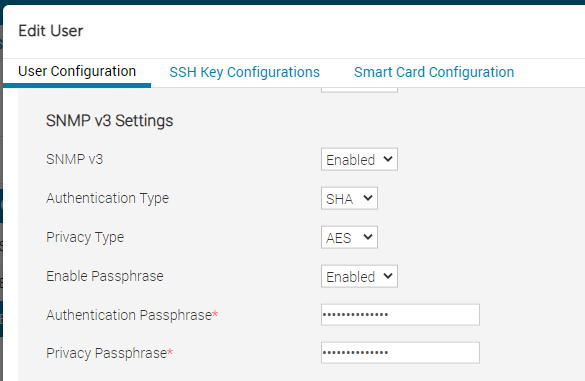 Edit User
User Configuration SSH Key Configurations Smart Card Configuration
SNMP v3 Settings
SNMP v3 Enabled
Authentication Type SHA
Privacy Type AES
Enable Passphrase Enabled
Authentication Passphrase* ••••••••••••••
Privacy Passphrase* ••••••••••••••